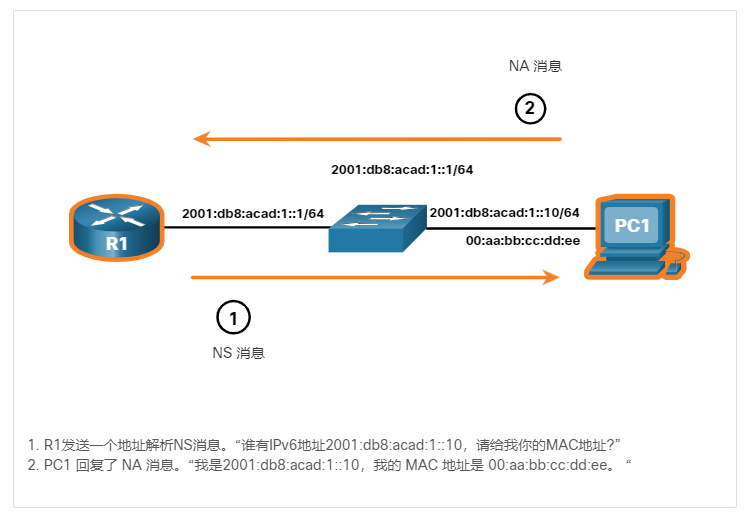 NA 消息
2
2001:db8:acad:1::1/64
2001:db8:acad:1::1/64
2001:db8:acad:1::10/64
R1
PC1
00:aa:bb:cc:dd:ee
1
NS 消息
1. R1发送一个地址解析NS消息。“谁有IPv6地址2001:db8:acad:1::10，请给我你的MAC地址?”
2. PC1 回复了 NA 消息。“我是2001:db8:acad:1::10，我的 MAC 地址是 00:aa:bb:cc:dd:ee。 “